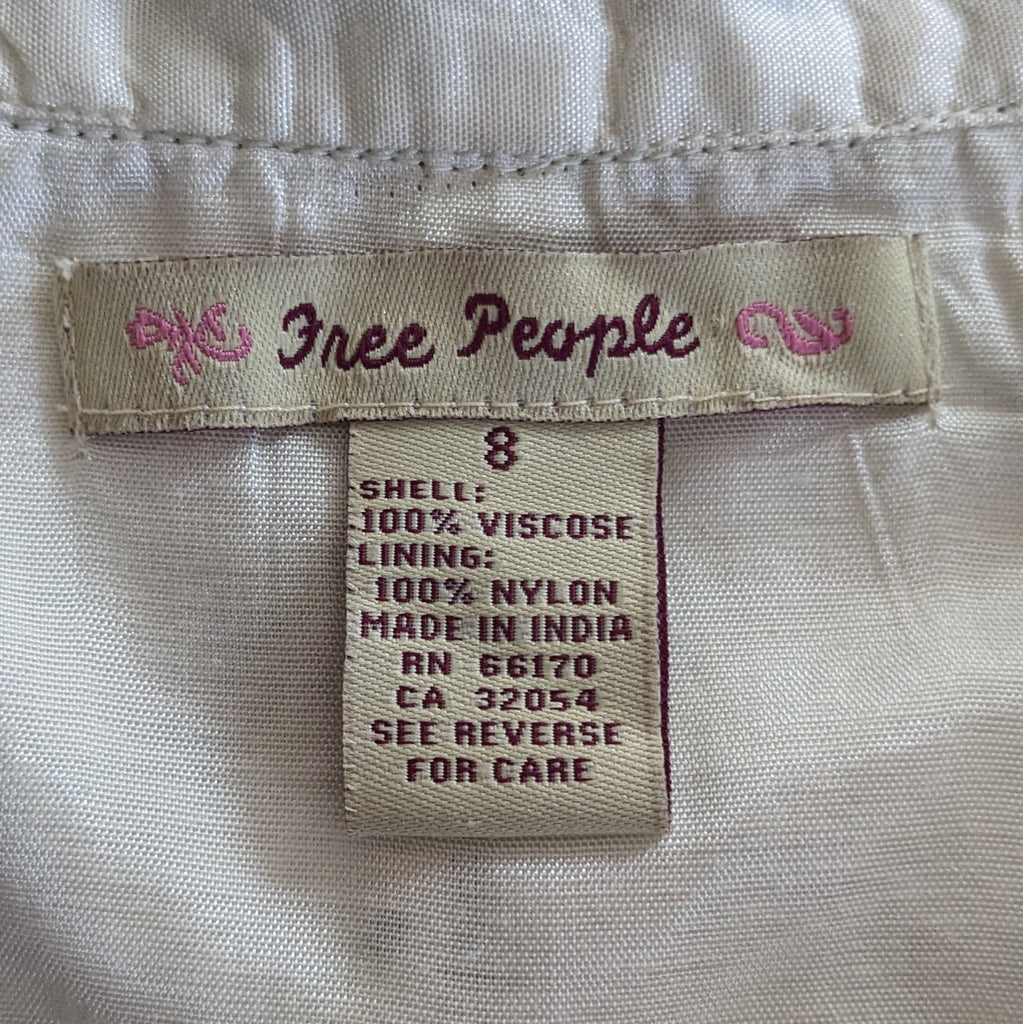 Free People
8
SHELL:
100% VISCOSE
LINING:
100% NYLON
MADE IN INDIA
RN 66170
CA 32054
SEE REVERSE
FOR CARE